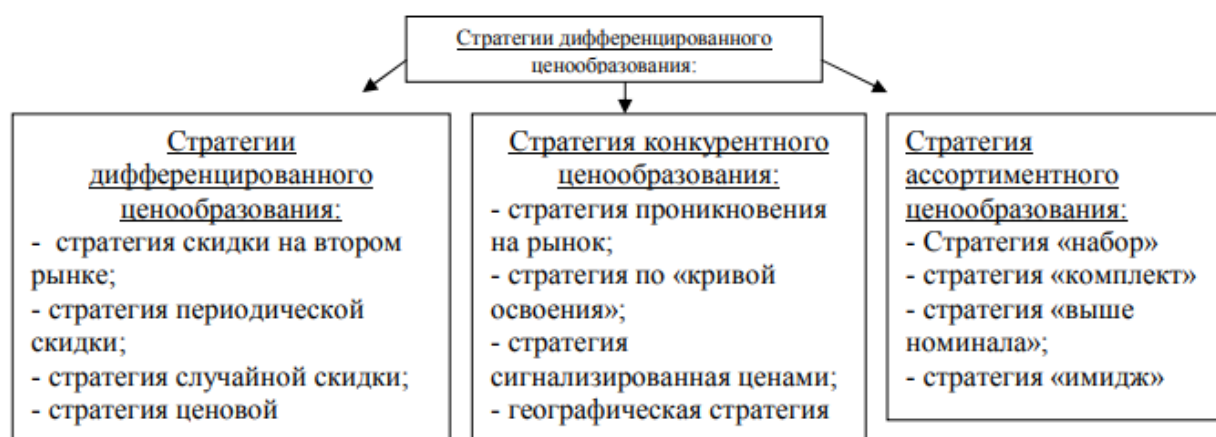 Стратегии дифференцированного
ценообразования:
Стратегии
дифференцированного
ценообразования:
- стратегия скидки на втором
рынке;
- стратегия периодической
скидки;
- стратегия случайной скидки;
- стратегия ценовой
Стратегия конкурентного
ценообразования:
- стратегия проникновения
на рынок;
- стратегия по «кривой
освоения»;
- стратегия
сигнализированная ценами;
- географическая стратегия
Стратегия
ассортиментного
ценообразования:
- Стратегия «набор»
- стратегия «комплект»
- стратегия «выше
номинала»;
- стратегия «имидж»